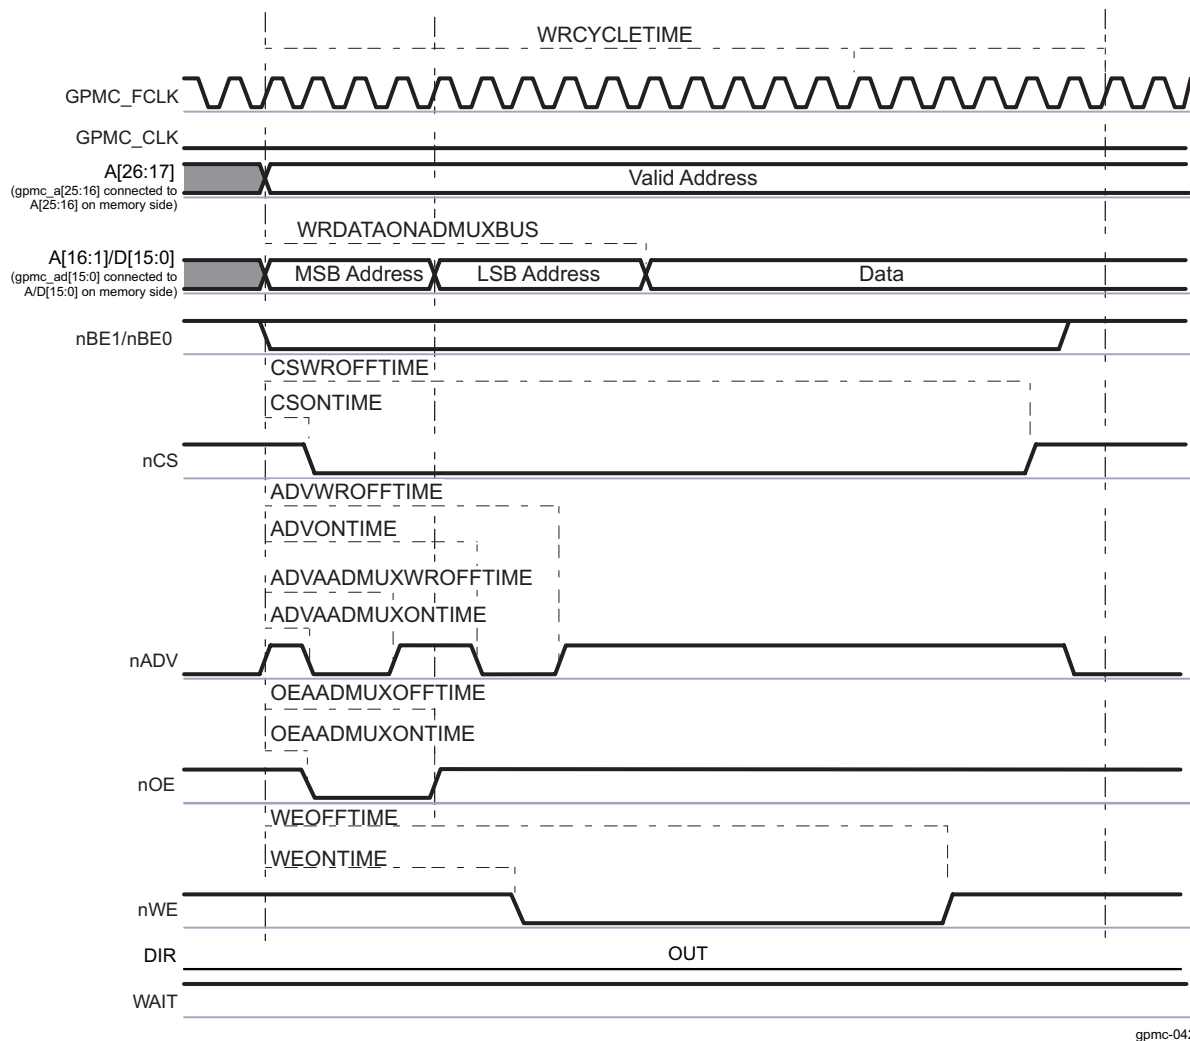 WRCYCLETIME
GPMC_FCLK
GPMC_CLK
A[26:17]
(gpmc_a[25:16] connected to
A[25:16] on memory side)
Valid Address
WRDATAONADMUXBUS
A[16:1]/D[15:0]
(gpmc_ad[15:0] connected to
A/D[15:0] on memory side)
MSB Address
LSB Address
Data
nBE1/nBE0
CSWROFFTIME
CSONTIME
nCS
ADVWROFFTIME
ADVONTIME
ADVAADMUXWROFFTIME
ADVAADMUXONTIME
nADV
OEAADMUXOFFTIME
OEAADMUXONTIME
nOE
WEOFFTIME
WEONTIME
nWE
DIR
OUT
WAIT
gpmc-042